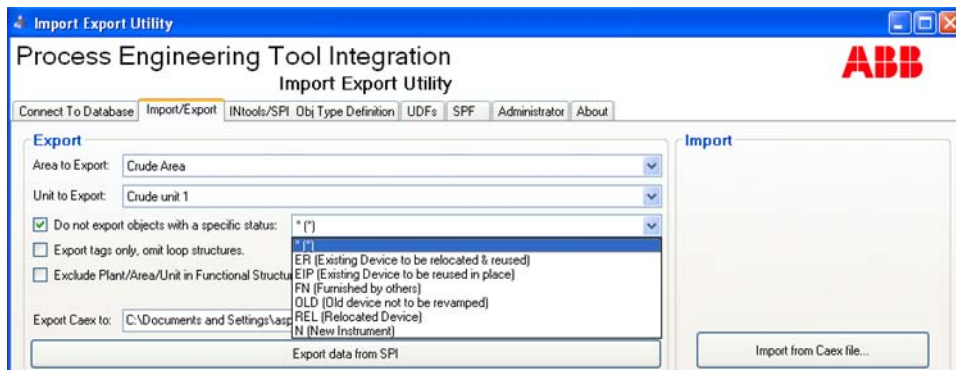 Import Export Utility
Process Engineering Tool Integration
Import Export Utility
ABB
Connect To Database Import/Export INtools/SPI Obj Type Definition UDFs SPF Administrator About
Export
Area to Export: Crude Area
Unit to Export: Crude unit 1
Do not export objects with a specific status: * (*)
* (*)
Export tags only, omit loop structures.
ER (Existing Device to be relocated & reused)
EIP (Existing Device to be reused in place)
Exclude Plant/Area/Unit in Functional Structu
FN (Furnished by others)
OLD (Old device not to be revamped)
REL (Relocated Device)
N (New Instrument)
Export Caex to: C:\Documents and Settings\asp
Export data from SPI
Import
Import from Caex file...